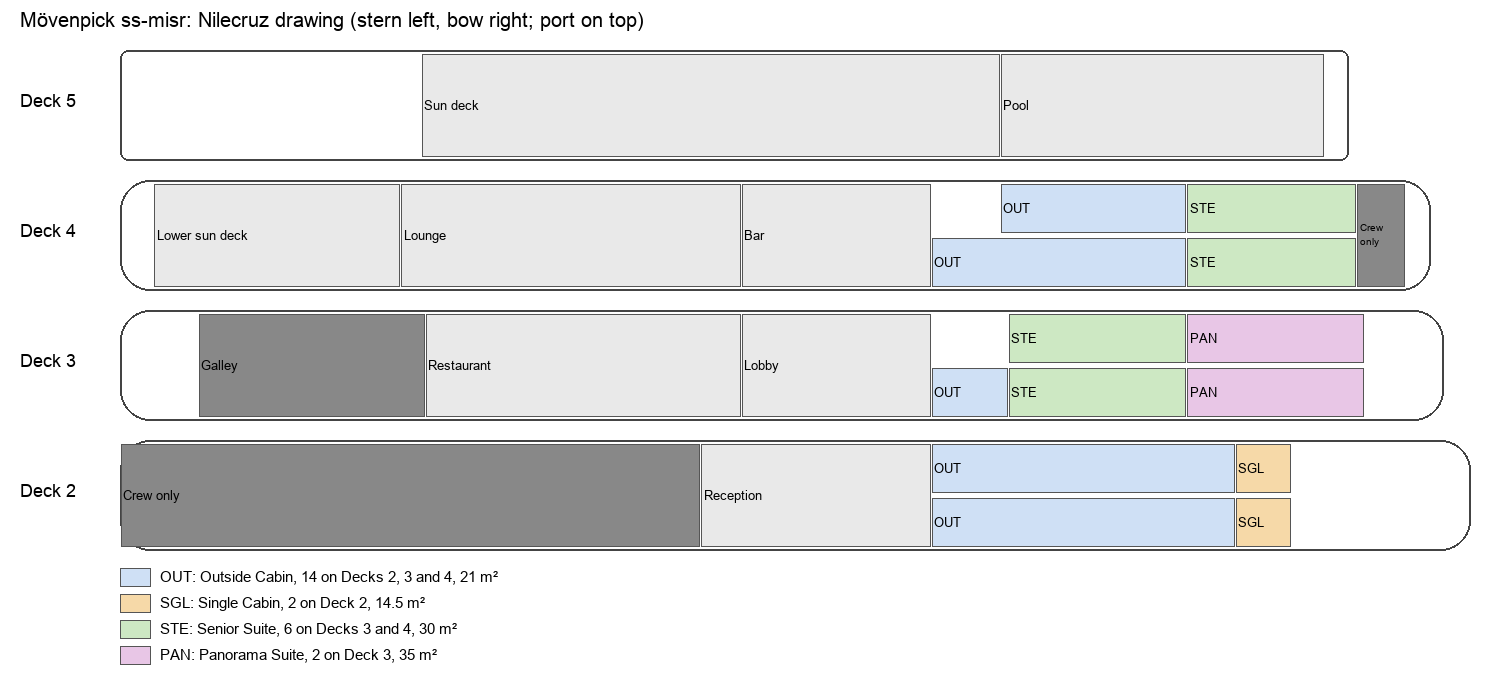 Mövenpick ss-misr: Nilecruz drawing (stern left, bow right; port on top)
Deck 5
Sun deck
Pool
Deck 4
Lower sun deck
Lounge
Bar
OUT
STE
OUT
STE
Crew
only
Deck 3
Galley
Restaurant
Lobby
STE
PAN
OUT
STE
PAN
Deck 2
Crew only
Reception
OUT
SGL
OUT
SGL
OUT: Outside Cabin, 14 on Decks 2, 3 and 4, 21 m²
SGL: Single Cabin, 2 on Deck 2, 14.5 m²
STE: Senior Suite, 6 on Decks 3 and 4, 30 m²
PAN: Panorama Suite, 2 on Deck 3, 35 m²